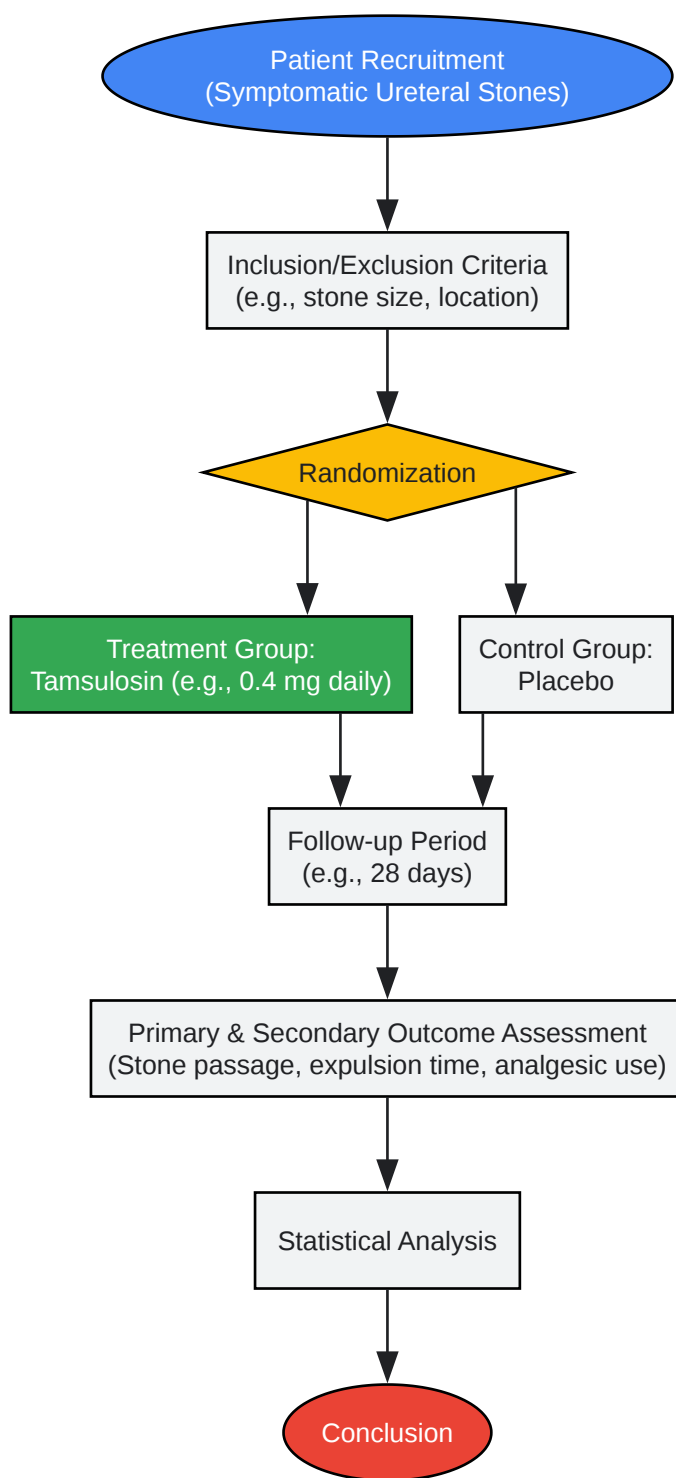 Patient Recruitment
(Symptomatic Ureteral Stones)
Inclusion/Exclusion Criteria
(e.g., stone size, location)
Randomization
Treatment Group:
Tamsulosin (e.g., 0.4 mg daily)
Control Group:
Placebo
Follow-up Period
(e.g., 28 days)
Primary & Secondary Outcome Assessment
(Stone passage, expulsion time, analgesic use)
Statistical Analysis
Conclusion